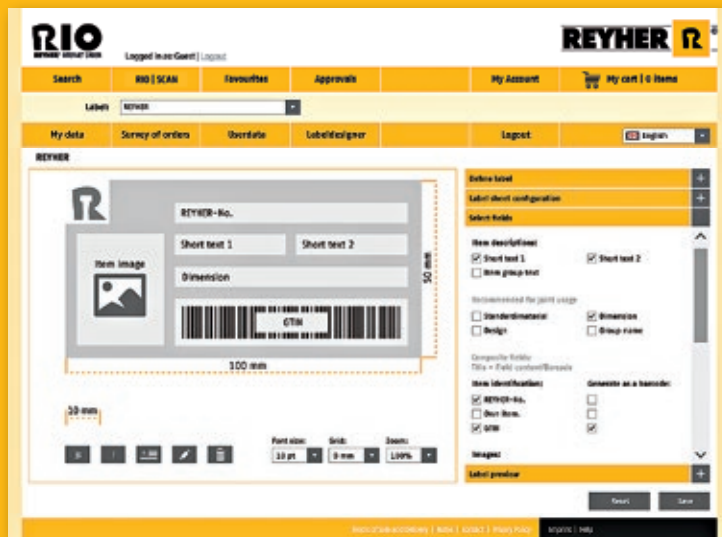 RIO
REYHER
Logged in as: Guest | Logout
Search RIO | SCAN Favourites Approvals My Account My cart | 0 items
Label: REYHER
My data Survey of orders Userdata Labeldesigner Logout English
REYHER
REYHER-No.
Short text 1 Short text 2
Item image
Dimension
GTIN
50 mm
100 mm
10 mm
Font size: Grid: Zoom:
10 pt 0 mm 100%
Define label
Label sheet configuration
Select fields
Item descriptions:
Short text 1 Short text 2
Item group text
Recommended for joint usage
Standard/material Dimension
Design Group name
Composite fields:
Title + Field content/Barcode
Item identification: Generate as a barcode:
REYHER-No.
Own item.
GTIN
Images:
Label preview
Reset Save
Contact | Privacy Policy Imprint | Help